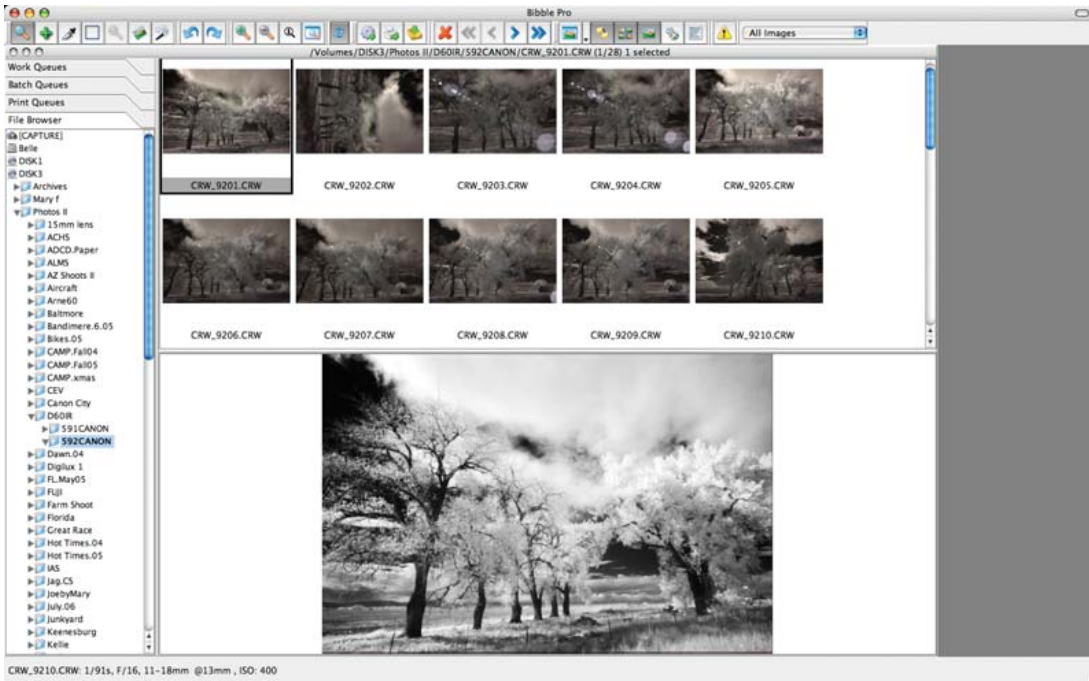 Bibble Pro
All Images
/Volumes/DISK3/Photos II/D60IR/592CANON/CRW_9201.CRW (1/28) 1 selected
Work Queues
Batch Queues
Print Queues
File Browser
[CAPTURE]
Belle
DISK1
DISK3
Archives
Mary f
Photos II
15mm lens
ACHS
ADCD.Paper
ALMS
AZ Shoots II
Aircraft
Arne60
Baltmore
Bandimere.6.05
Bikes.05
CAMP.Fall04
CAMP.Fall05
CAMP.xmas
CEV
Canon City
D60IR
591CANON
592CANON
Dawn.04
Digilux 1
FL.May05
FUJI
Farm Shoot
Florida
Great Race
Hot Times.04
Hot Times.05
IAS
Jag.CS
JoebyMary
July.06
Junkyard
Keenesburg
Kellie
CRW_9201.CRW
CRW_9202.CRW
CRW_9203.CRW
CRW_9204.CRW
CRW_9205.CRW
CRW_9206.CRW
CRW_9207.CRW
CRW_9208.CRW
CRW_9209.CRW
CRW_9210.CRW
CRW_9210.CRW: 1/91s, F/16, 11-18mm @13mm , ISO: 400